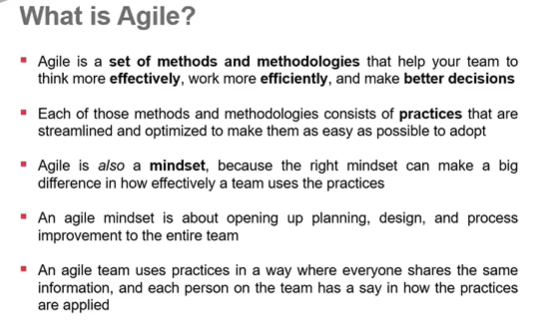 What is Agile?
Agile is a set of methods and methodologies that help your team to
think more effectively, work more efficiently, and make better decisions
Each of those methods and methodologies consists of practices that are
streamlined and optimized to make them as easy as possible to adopt
Agile is also a mindset, because the right mindset can make a big
difference in how effectively a team uses the practices
An agile mindset is about opening up planning, design, and process
improvement to the entire team
An agile team uses practices in a way where everyone shares the same
information, and each person on the team has a say in how the practices
are applied